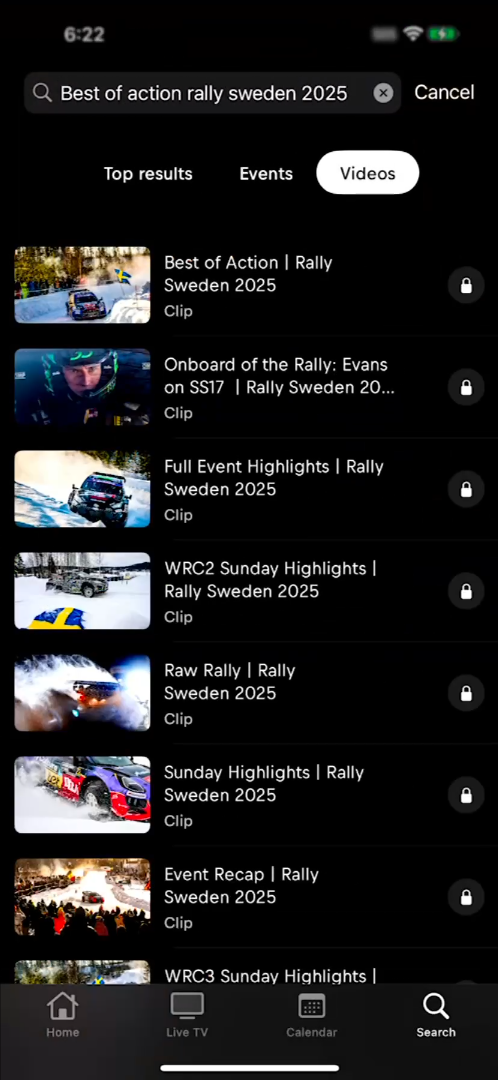 6:22
Best of action rally sweden 2025
Cancel
Top results
Events
Videos
Best of Action | Rally
Sweden 2025
Clip
Onboard of the Rally: Evans
on SS17 | Rally Sweden 20...
Clip
Full Event Highlights | Rally
Sweden 2025
Clip
WRC2 Sunday Highlights |
Rally Sweden 2025
Clip
Raw Rally | Rally
Sweden 2025
Clip
Sunday Highlights | Rally
Sweden 2025
Clip
Event Recap | Rally
Sweden 2025
Clip
WRC3 Sunday Highlights |
Home
Live TV
Calendar
Search